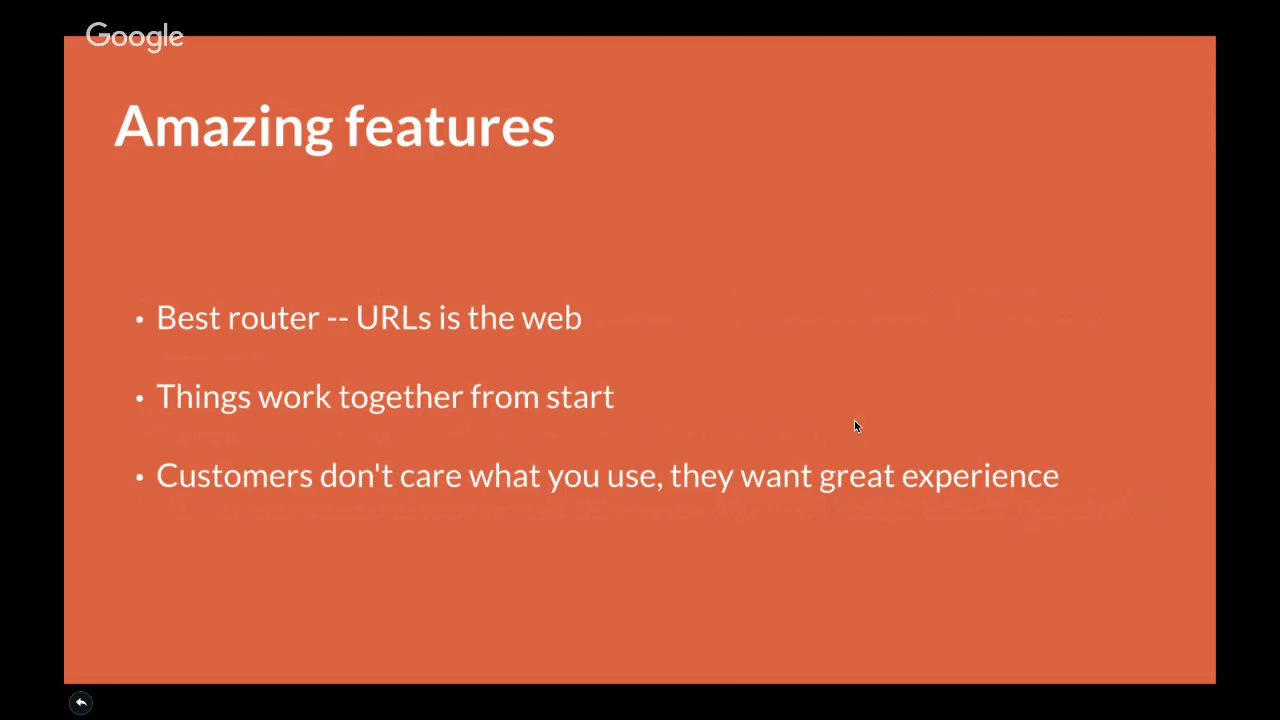 Google
Amazing features
• Best router -- URLs is the web
• Things work together from start
• Customers don't care what you use, they want great experience